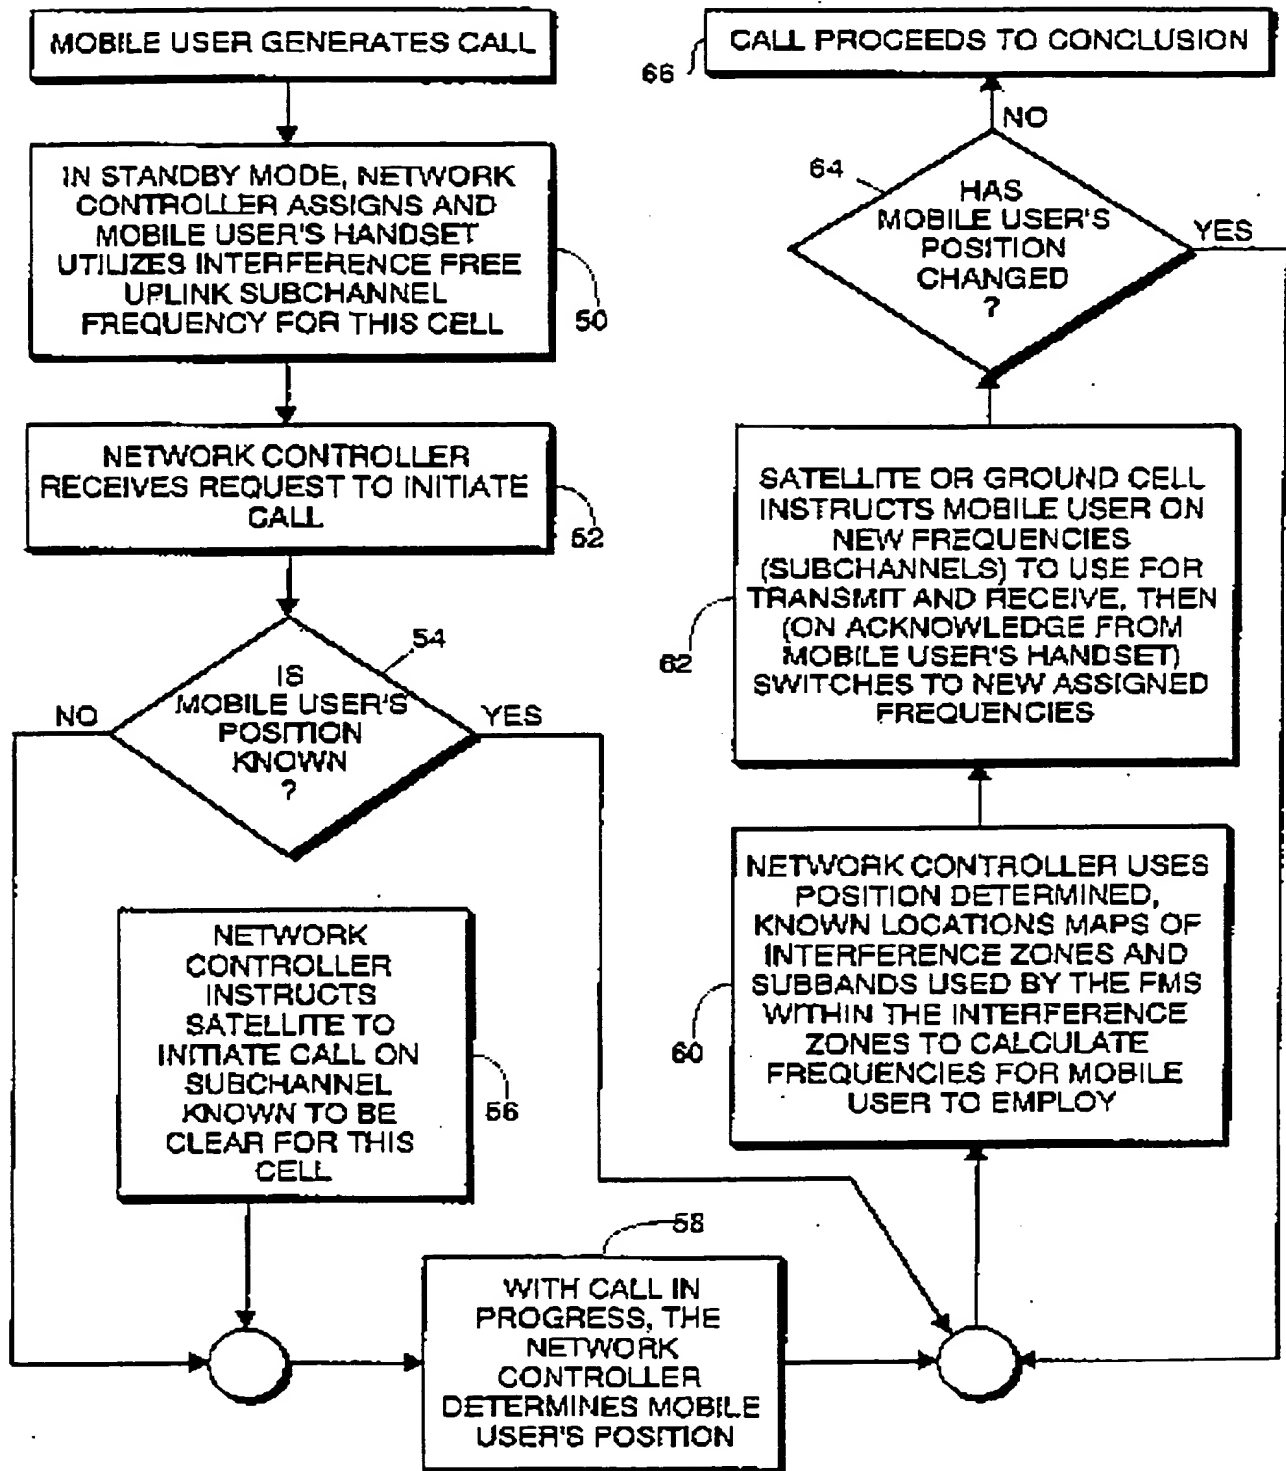 MOBILE USER GENERATES CALL
IN STANDBY MODE, NETWORK
CONTROLLER ASSIGNS AND
MOBILE USER'S HANDSET
UTILIZES INTERFERENCE FREE
UPLINK SUBCHANNEL
FREQUENCY FOR THIS CELL
50
NETWORK CONTROLLER
RECEIVES REQUEST TO INITIATE
CALL
52
54
IS
MOBILE USER'S
POSITION
KNOWN
?
NO
YES
NETWORK
CONTROLLER
INSTRUCTS
SATELLITE TO
INITIATE CALL ON
SUBCHANNEL
KNOWN TO BE
CLEAR FOR THIS
CELL
56
58
WITH CALL IN
PROGRESS, THE
NETWORK
CONTROLLER
DETERMINES MOBILE
USER'S POSITION
NETWORK CONTROLLER USES
POSITION DETERMINED,
KNOWN LOCATIONS MAPS OF
INTERFERENCE ZONES AND
SUBBANDS USED BY THE FMS
WITHIN THE INTERFERENCE
ZONES TO CALCULATE
FREQUENCIES FOR MOBILE
USER TO EMPLOY
60
SATELLITE OR GROUND CELL
INSTRUCTS MOBILE USER ON
NEW FREQUENCIES
(SUBCHANNELS) TO USE FOR
TRANSMIT AND RECEIVE, THEN
(ON ACKNOWLEDGE FROM
MOBILE USER'S HANDSET)
SWITCHES TO NEW ASSIGNED
FREQUENCIES
62
64
HAS
MOBILE USER'S
POSITION
CHANGED
?
YES
NO
CALL PROCEEDS TO CONCLUSION
66